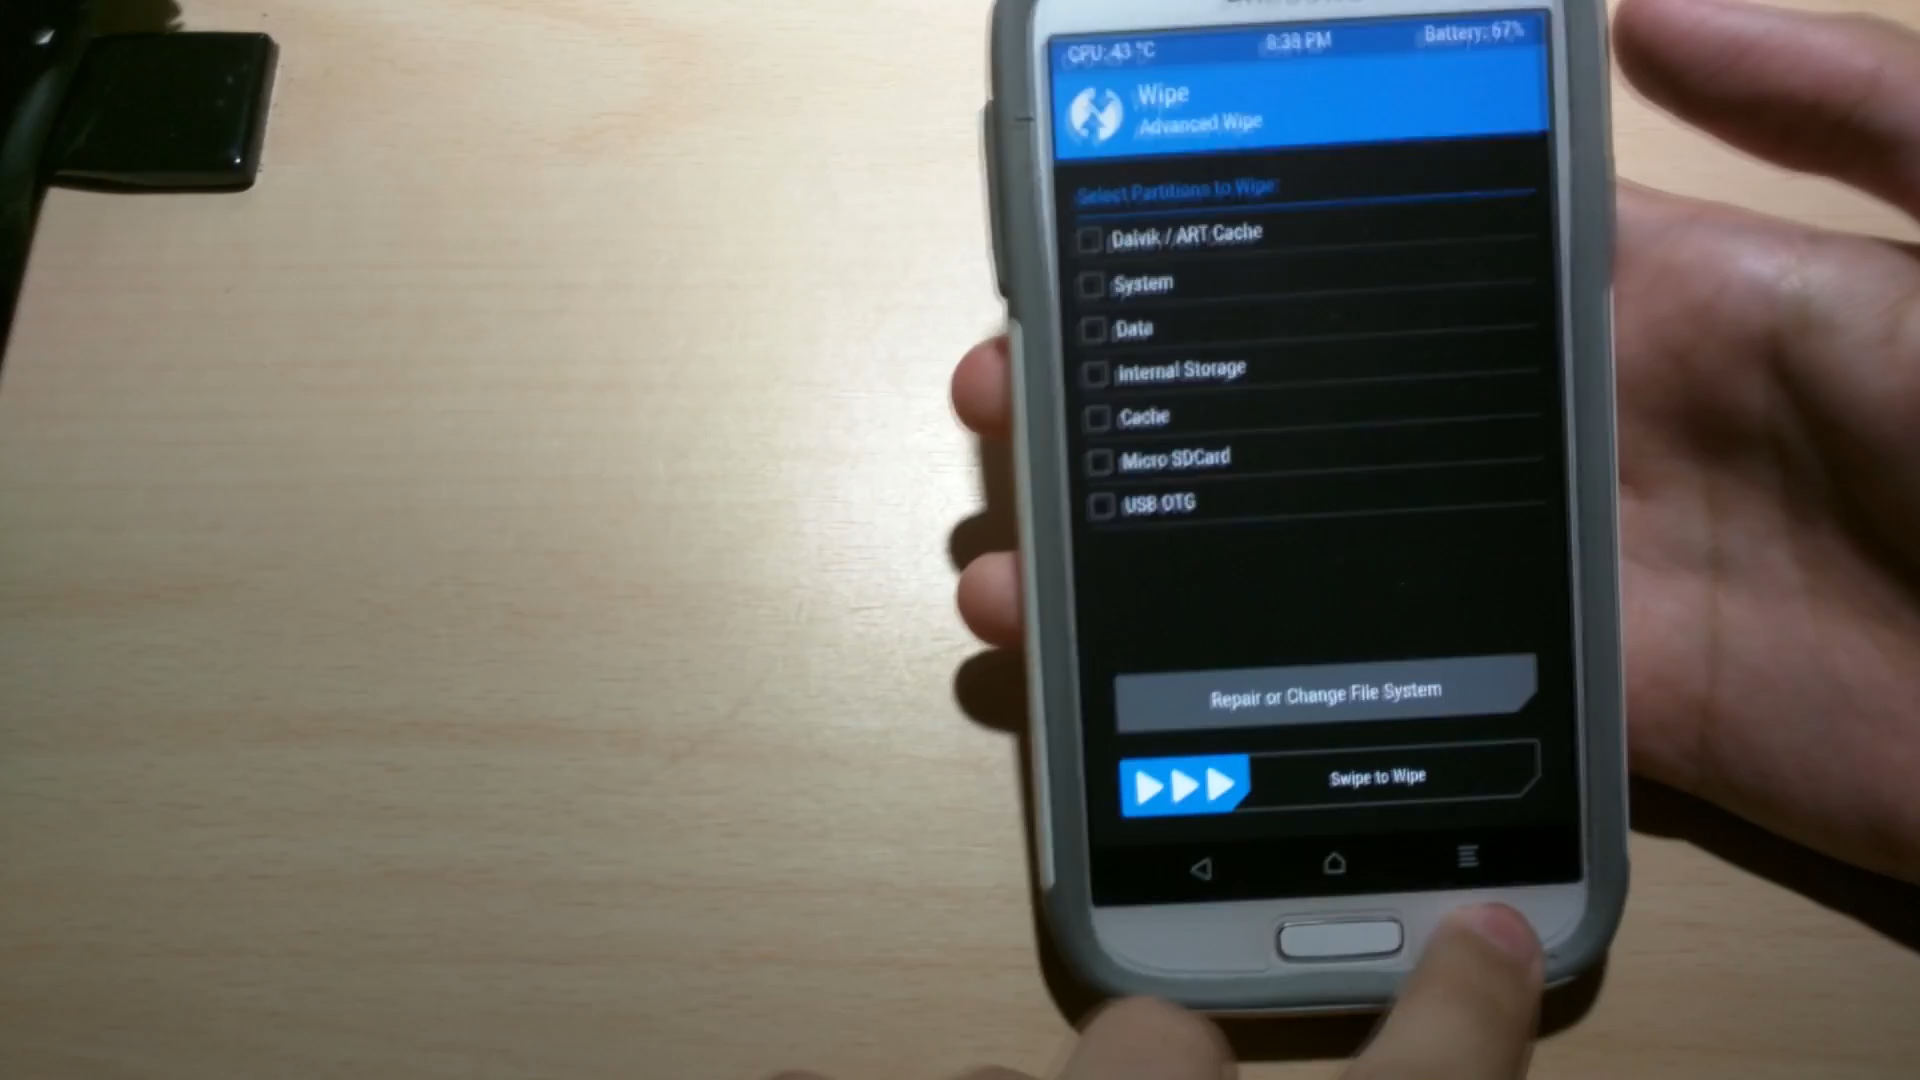 CPU: 43 °C 8:38 PM Battery: 67%
Wipe
Advanced Wipe
Select Partitions to Wipe:
Dalvik / ART Cache
System
Data
Internal Storage
Cache
Micro SDCard
USB OTG
Repair or Change File System
Swipe to Wipe